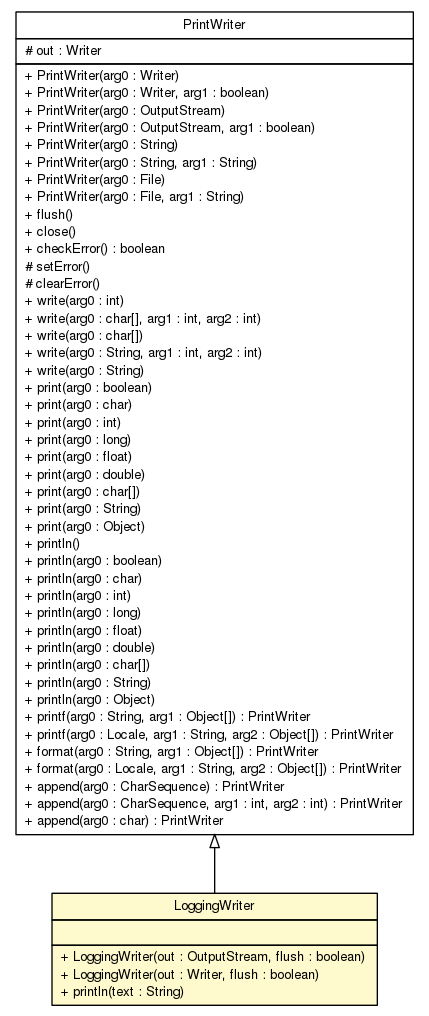 PrintWriter
# out : Writer
+ PrintWriter(arg0 : Writer)
+ PrintWriter(arg0 : Writer, arg1 : boolean)
+ PrintWriter(arg0 : OutputStream)
+ PrintWriter(arg0 : OutputStream, arg1 : boolean)
+ PrintWriter(arg0 : String)
+ PrintWriter(arg0 : String, arg1 : String)
+ PrintWriter(arg0 : File)
+ PrintWriter(arg0 : File, arg1 : String)
+ flush()
+ close()
+ checkError() : boolean
# setError()
# clearError()
+ write(arg0 : int)
+ write(arg0 : char[], arg1 : int, arg2 : int)
+ write(arg0 : char[])
+ write(arg0 : String, arg1 : int, arg2 : int)
+ write(arg0 : String)
+ print(arg0 : boolean)
+ print(arg0 : char)
+ print(arg0 : int)
+ print(arg0 : long)
+ print(arg0 : float)
+ print(arg0 : double)
+ print(arg0 : char[])
+ print(arg0 : String)
+ print(arg0 : Object)
+ println()
+ println(arg0 : boolean)
+ println(arg0 : char)
+ println(arg0 : int)
+ println(arg0 : long)
+ println(arg0 : float)
+ println(arg0 : double)
+ println(arg0 : char[])
+ println(arg0 : String)
+ println(arg0 : Object)
+ printf(arg0 : String, arg1 : Object[]) : PrintWriter
+ printf(arg0 : Locale, arg1 : String, arg2 : Object[]) : PrintWriter
+ format(arg0 : String, arg1 : Object[]) : PrintWriter
+ format(arg0 : Locale, arg1 : String, arg2 : Object[]) : PrintWriter
+ append(arg0 : CharSequence) : PrintWriter
+ append(arg0 : CharSequence, arg1 : int, arg2 : int) : PrintWriter
+ append(arg0 : char) : PrintWriter
LoggingWriter
+ LoggingWriter(out : OutputStream, flush : boolean)
+ LoggingWriter(out : Writer, flush : boolean)
+ println(text : String)